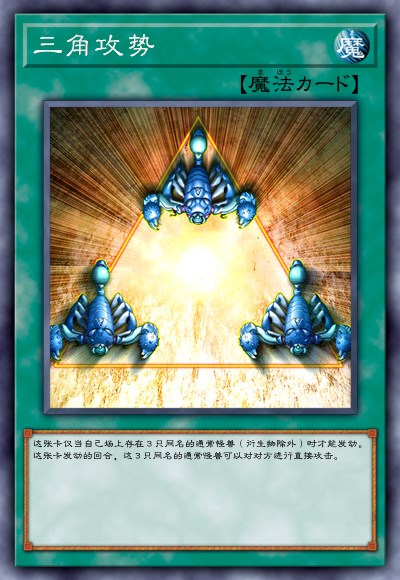 三角攻势
魔
【魔法カード】
ま ほう
这张卡仅当自己场上存在3只同名的通常怪兽（衍生物除外）时才能发动。
这张卡发动的回合，这3只同名的通常怪兽可以对对方进行直接攻击。